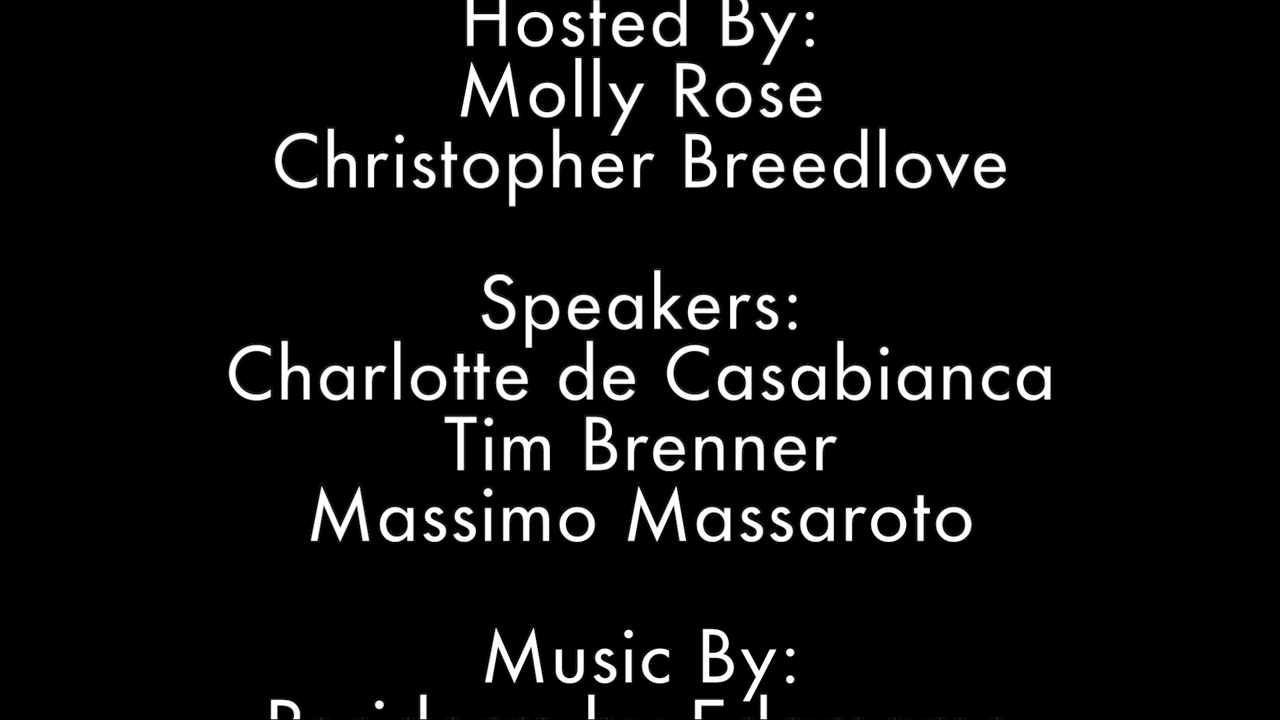 Hosted By:
Molly Rose
Christopher Breedlove
Speakers:
Charlotte de Casabianca
Tim Brenner
Massimo Massaroto
Music By: